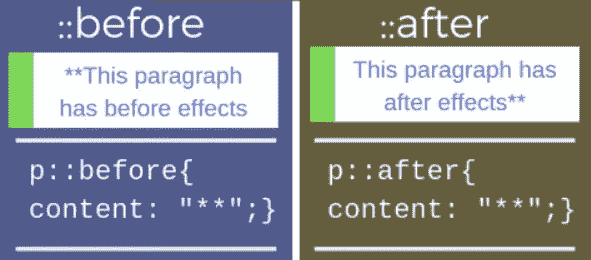 ::before
**This paragraph
has before effects
p::before{
content: "**";}
::after
This paragraph has
after effects**
p::after{
content: "**";}